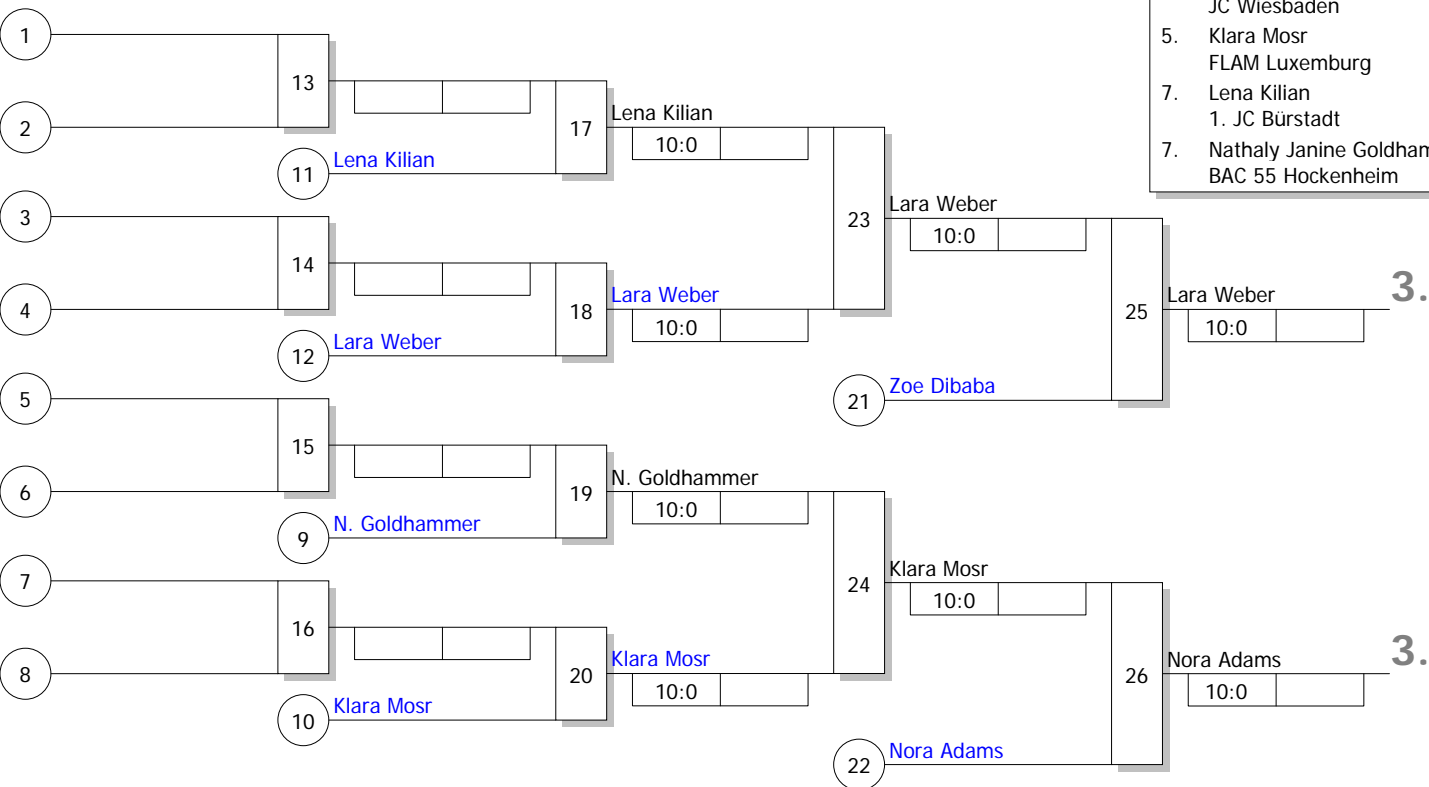 JC Wiesbaden
5. Klara Mosr
FLAM Luxemburg
7. Lena Kilian
1. JC Bürstadt
7. Nathaly Janine
BAC 55 Hockenheim
1
2
13
11 Lena Kilian
17
Lena Kilian
10:0
3
4
14
12 Lara Weber
18
Lara Weber
10:0
23
Lara Weber
10:0
21 Zoe Dibaba
25
Lara Weber
10:0
3.
5
6
15
9 N. Goldhammer
19
N. Goldhammer
10:0
7
8
16
10 Klara Mosr
20
Klara Mosr
10:0
24
Klara Mosr
10:0
22 Nora Adams
26
Nora Adams
10:0
3.